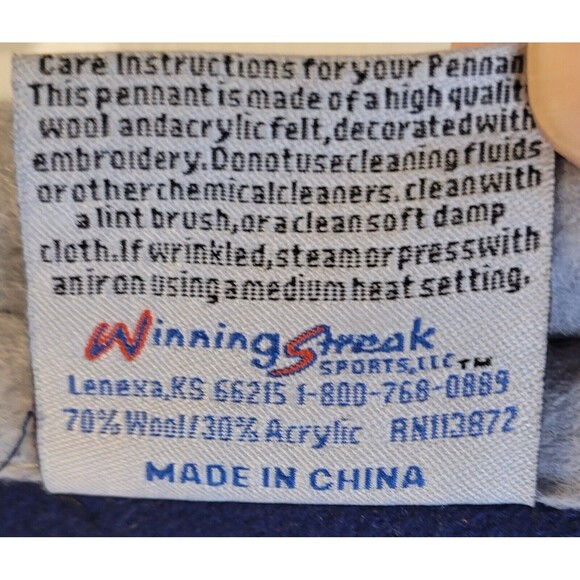 Care Instructions for your Pennan
This pennant is made of a high qualit
wool and acrylic felt, decorated with
embroidery. Do not use cleaning fluids
or other chemical cleaners. clean with
a lint brush, or a clean soft damp
cloth. If wrinkled, steam or press with
an iron using a medium heat setting.
Winning Streak
SPORTS, LLC TM
Lenexa, KS 66215 1-800-768-0889
70% Wool/30% Acrylic RN113872
MADE IN CHINA